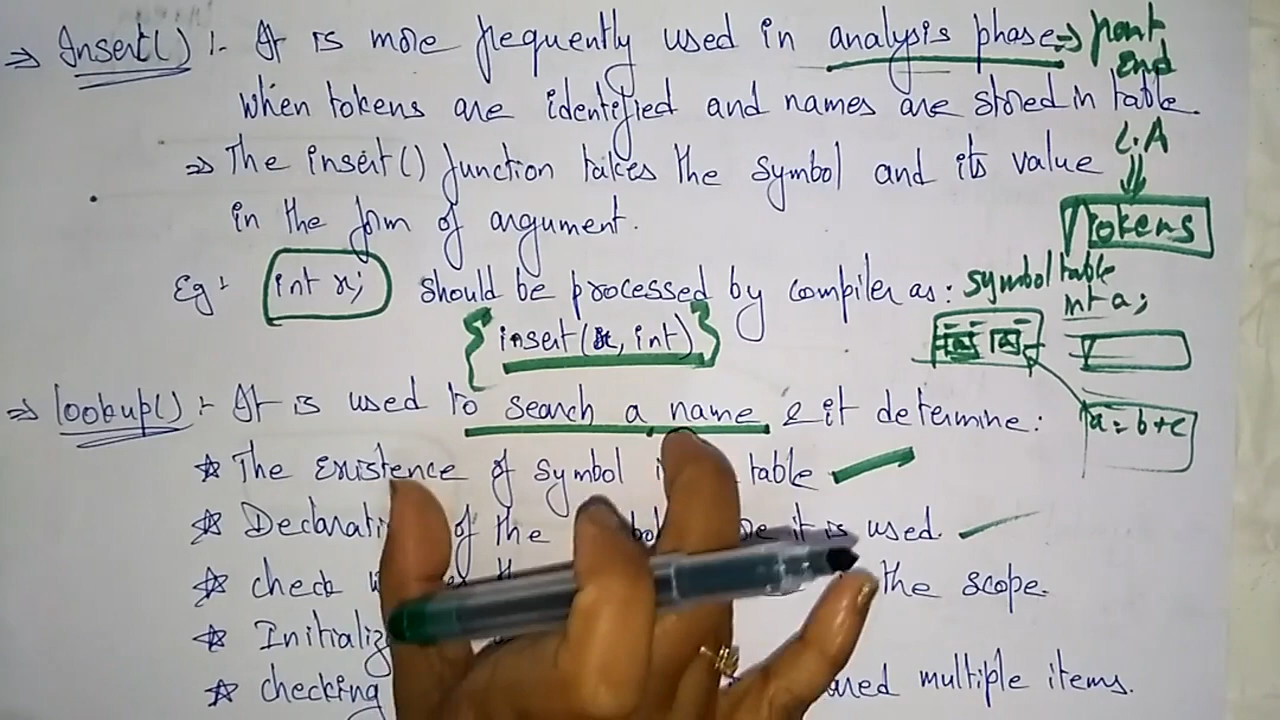 ⇒ Insert() :- It is more frequently used in analysis phase ⇒ front
End
when tokens are identified and names are stored in table.
L.A
⇒ The insert() function takes the symbol and its value
in the form of argument.
Tokens
Eg: int x; should be processed by compiler as:
symbol table
int a;
{ insert(x, int) }
⇒ lookup() :- It is used to search a name & it determine:
a = b + c
☆ The Existence of symbol table
☆ Declarati of the it is used.
☆ check the scope.
☆ Initializ
☆ checking multiple items.